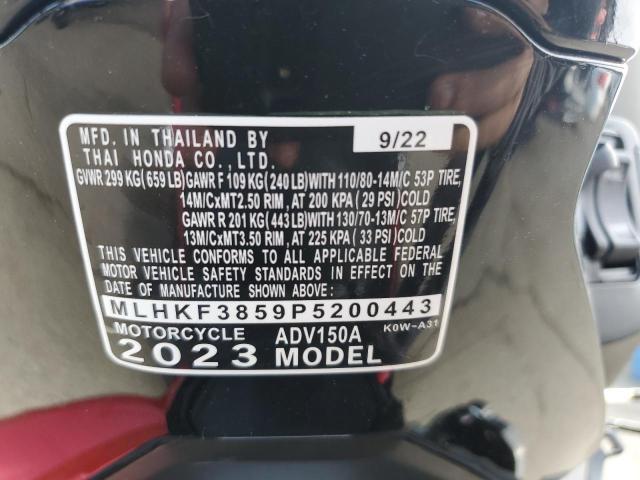 MFD. IN THAILAND BY 9/22
THAI HONDA CO., LTD.
GVWR 299 KG(659 LB)GAWR F 109 KG(240 LB)WITH 110/80-14M/C 53P TIRE,
14M/CxMT2.50 RIM, AT 200 KPA ( 29 PSI)COLD
GAWR R 201 KG(443 LB)WITH 130/70-13M/C 57P TIRE,
13M/CxMT3.50 RIM, AT 225 KPA ( 33 PSI)COLD
THIS VEHICLE CONFORMS TO ALL APPLICABLE FEDERAL
MOTOR VEHICLE SAFETY STANDARDS IN EFFECT ON THE
DATE OF MANUFACTURE SHOWN ABOVE.
MLHKF3859P5200443
MOTORCYCLE ADV150A K0W-A31
2023 MODEL